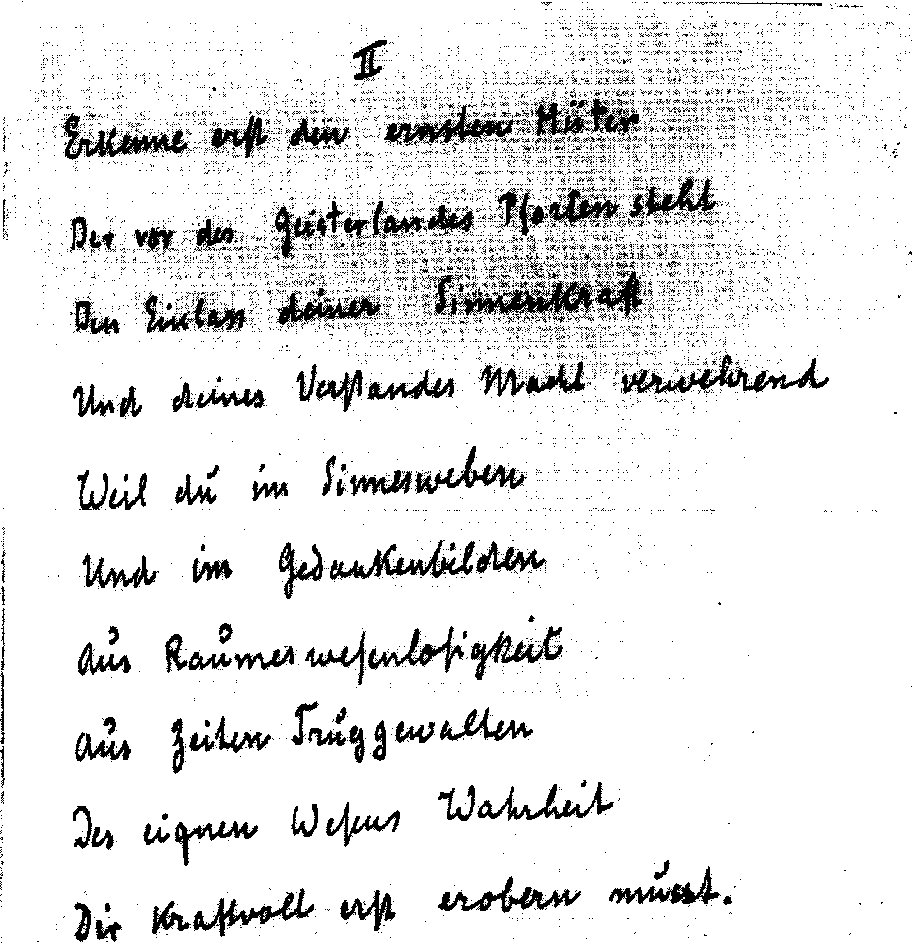 II
Erkenne erst den ernsten Hüter
Der vor des Geisterlandes Pforten steht
Den Einlass deiner Sinnenkraft
Und deines Verstandes Macht verwehrend
Weil du im Sinnesweben
Und im Gedankenbilden
Aus Raumeswesenlosigkeit
Aus Zeiten Truggewalten
Des eignen Wesens Wahrheit
Dir kraftvoll erst erobern musst.